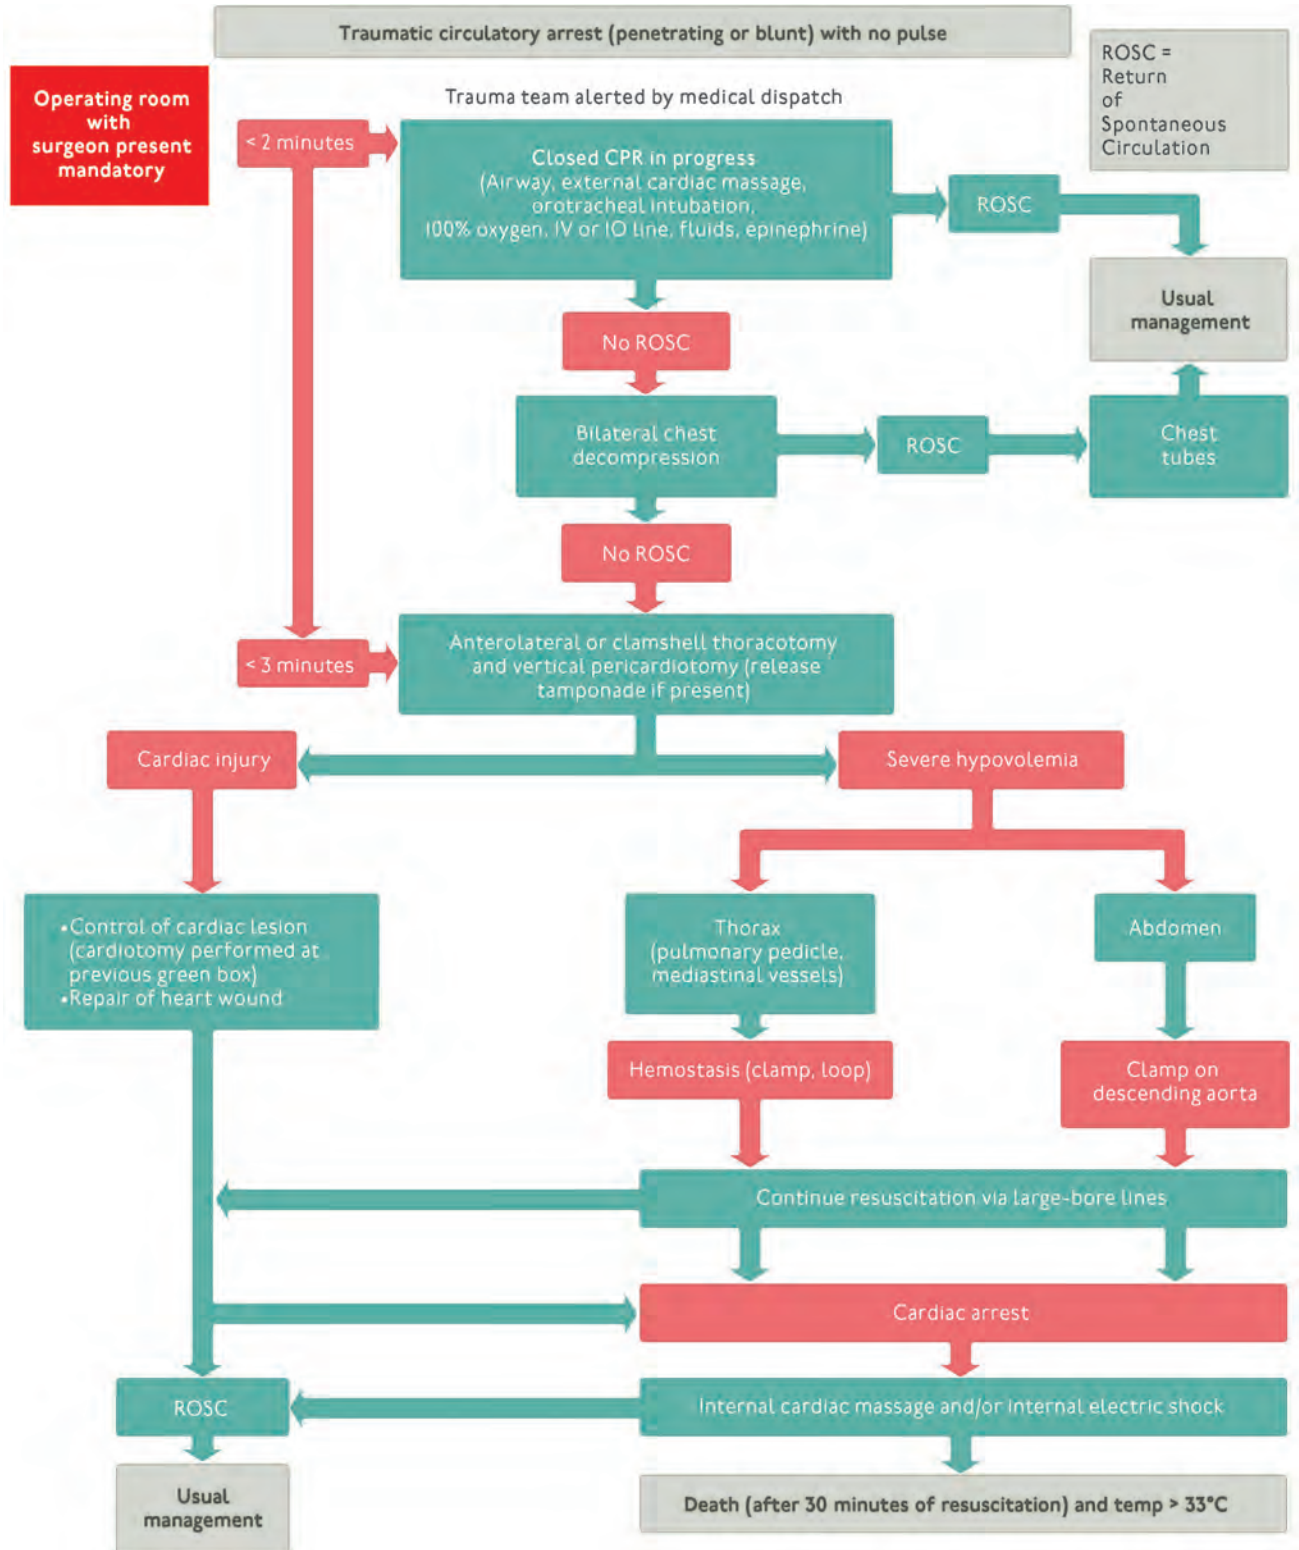 Traumatic circulatory arrest (penetrating or blunt) with no pulse
ROSC =
Return
of
Spontaneous
Circulation
Operating room
with
surgeon present
mandatory
Trauma team alerted by medical dispatch
< 2 minutes
Closed CPR in progress
(Airway, external cardiac massage,
orotracheal intubation,
100% oxygen, IV or IO line, fluids, epinephrine)
ROSC
Usual
management
No ROSC
Bilateral chest
decompression
ROSC
Chest
tubes
No ROSC
< 3 minutes
Anterolateral or clamshell thoracotomy
and vertical pericardiotomy (release
tamponade if present)
Cardiac injury
Severe hypovolemia
•Control of cardiac lesion
(cardiotomy performed at
previous green box)
•Repair of heart wound
Thorax
(pulmonary pedicle,
mediastinal vessels)
Abdomen
Hemostasis (clamp, loop)
Clamp on
descending aorta
Continue resuscitation via large-bore lines
Cardiac arrest
ROSC
Internal cardiac massage and/or internal electric shock
Usual
management
Death (after 30 minutes of resuscitation) and temp > 33°C